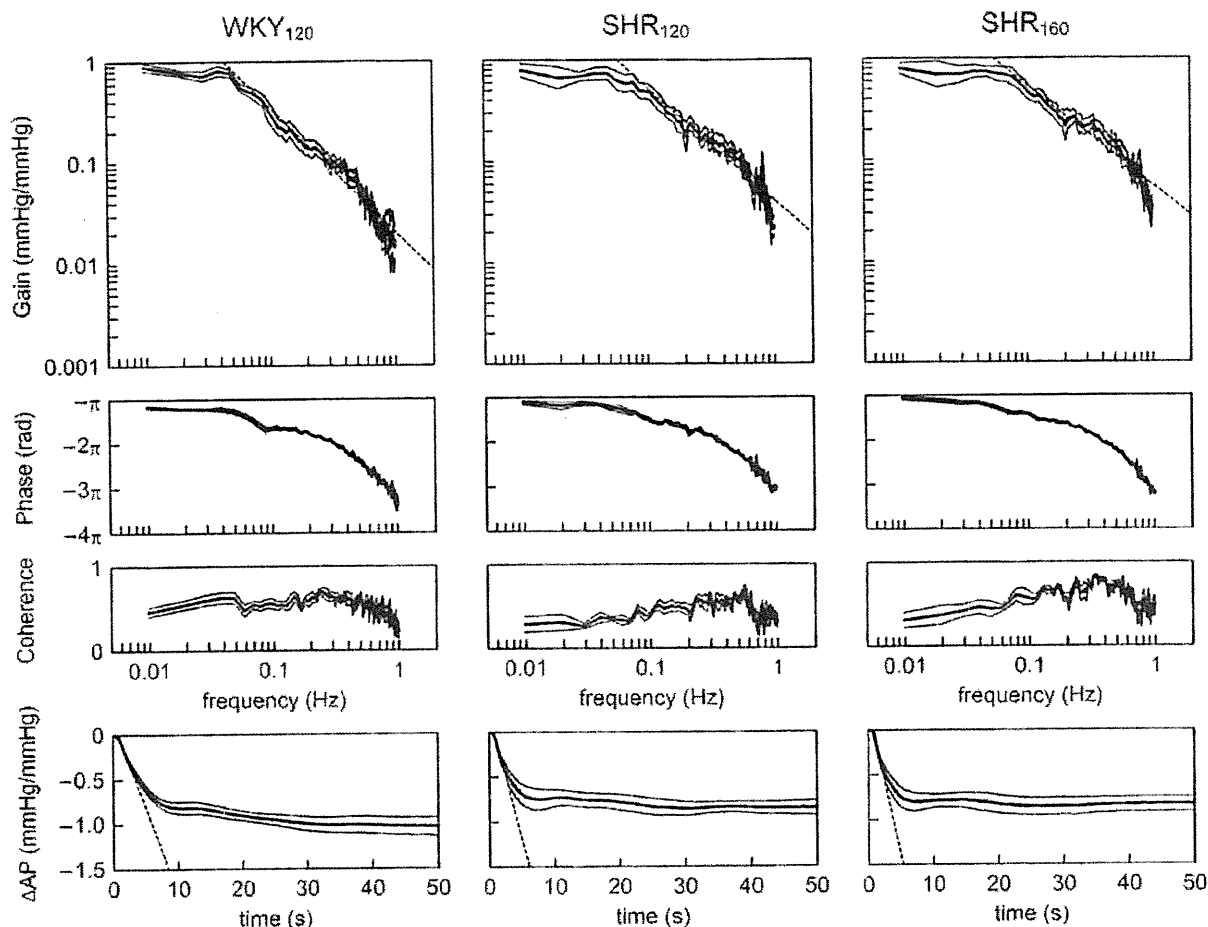 WKY120
SHR120
SHR160
Gain (mmHg/mmHg)
1
0.1
0.01
0.001
Phase (rad)
−π
−2π
−3π
−4π
Coherence
1
0
0.01 0.1 1
frequency (Hz)
0.01 0.1 1
frequency (Hz)
0.01 0.1 1
frequency (Hz)
ΔAP (mmHg/mmHg)
0
−0.5
−1.0
−1.5
0 10 20 30 40 50
time (s)
0 10 20 30 40 50
time (s)
0 10 20 30 40 50
time (s)